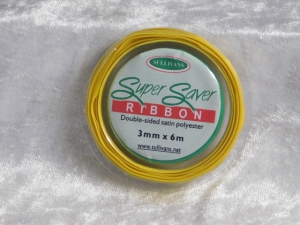 SULLIVANS
Super Saver
RIBBON
Double-sided satin polyester
3mm x 6m
www.sullivans.net